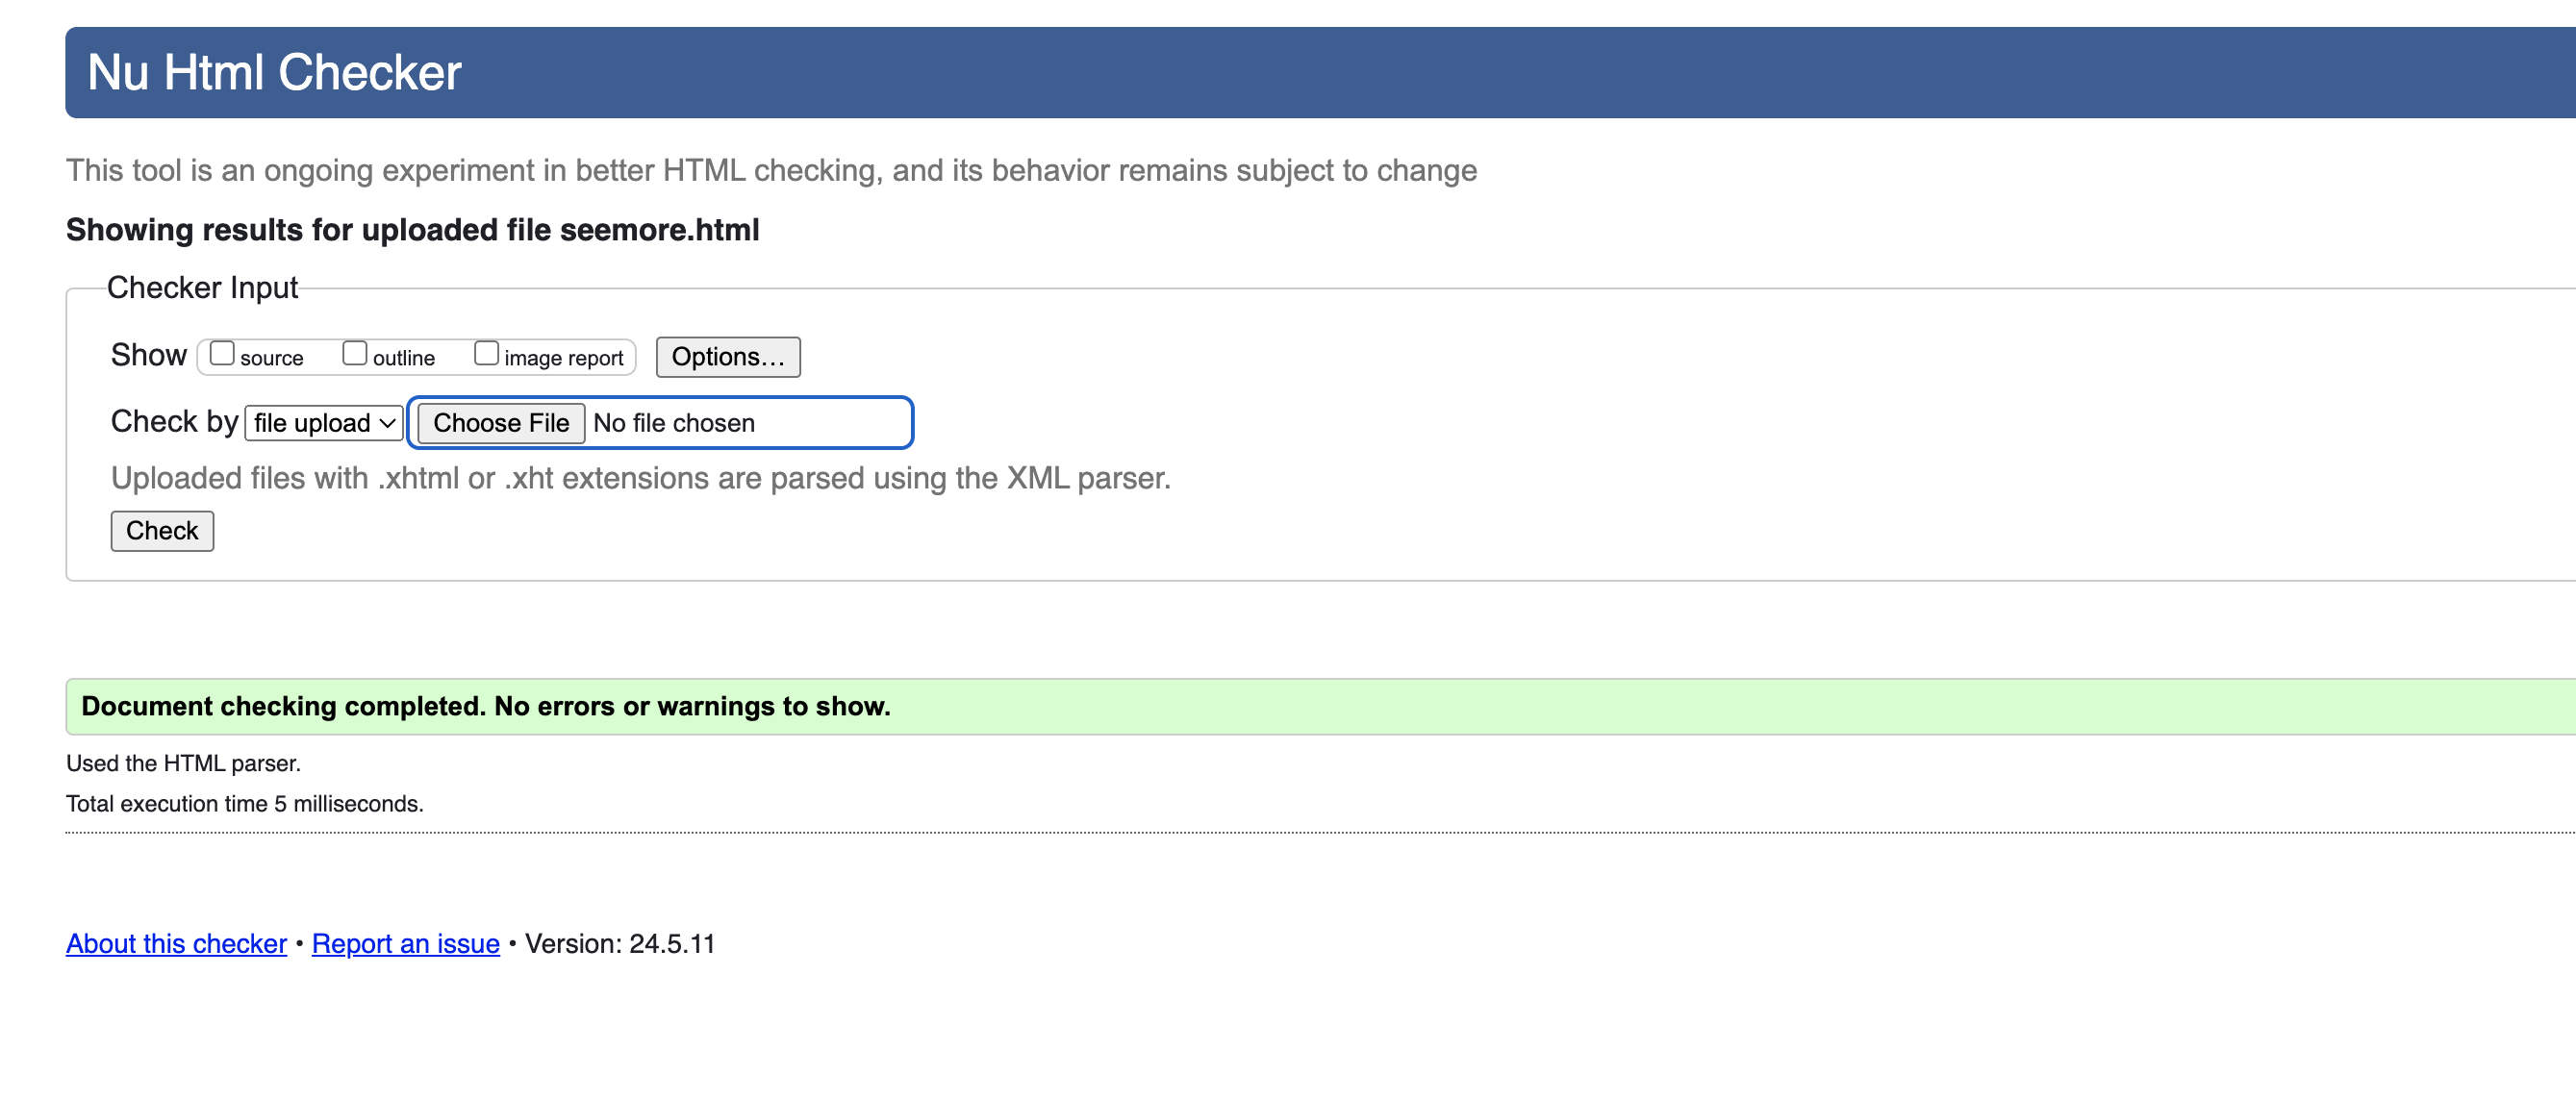 Nu Html Checker
This tool is an ongoing experiment in better HTML checking, and its behavior remains subject to change
Showing results for uploaded file seemore.html
Checker Input
Show source outline image report Options...
Check by file upload Choose File No file chosen
Uploaded files with .xhtml or .xht extensions are parsed using the XML parser.
Check
Document checking completed. No errors or warnings to show.
Used the HTML parser.
Total execution time 5 milliseconds.
About this checker • Report an issue • Version: 24.5.11